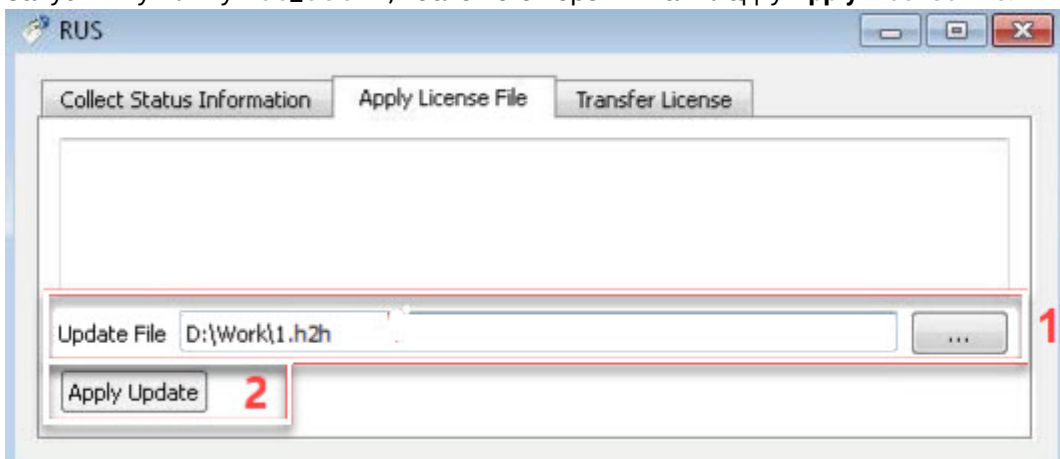 RUS
Collect Status Information Apply License File Transfer License
Update File D:\Work\1.h2h ... 1
Apply Update 2